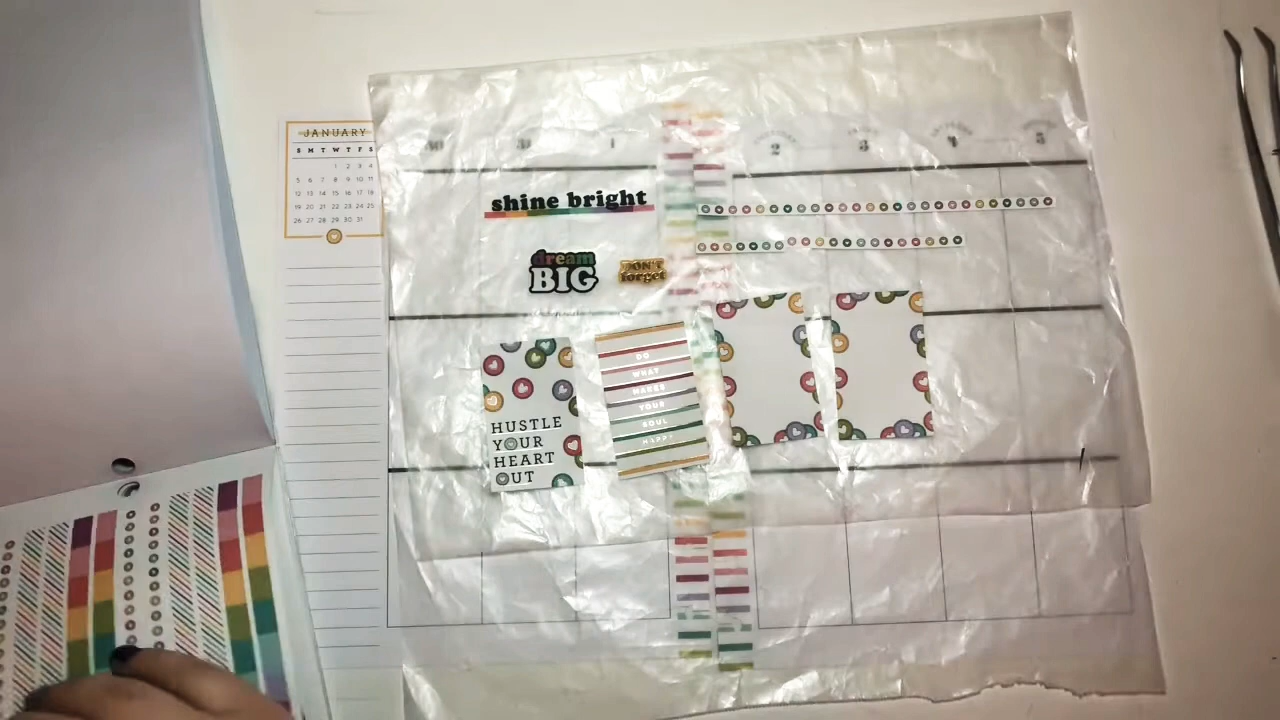 JANUARY
S M T W T F S
1 2 3 4
5 6 7 8 9 10 11
12 13 14 15 16 17 18
19 20 21 22 23 24 25
26 27 28 29 30 31
30 31 1 2 3 4 5
shine bright
dream
BIG
DON'T
forget
HUSTLE
YOUR
HEART
OUT
DO
WHAT
MAKES
YOUR
SOUL
HAPPY